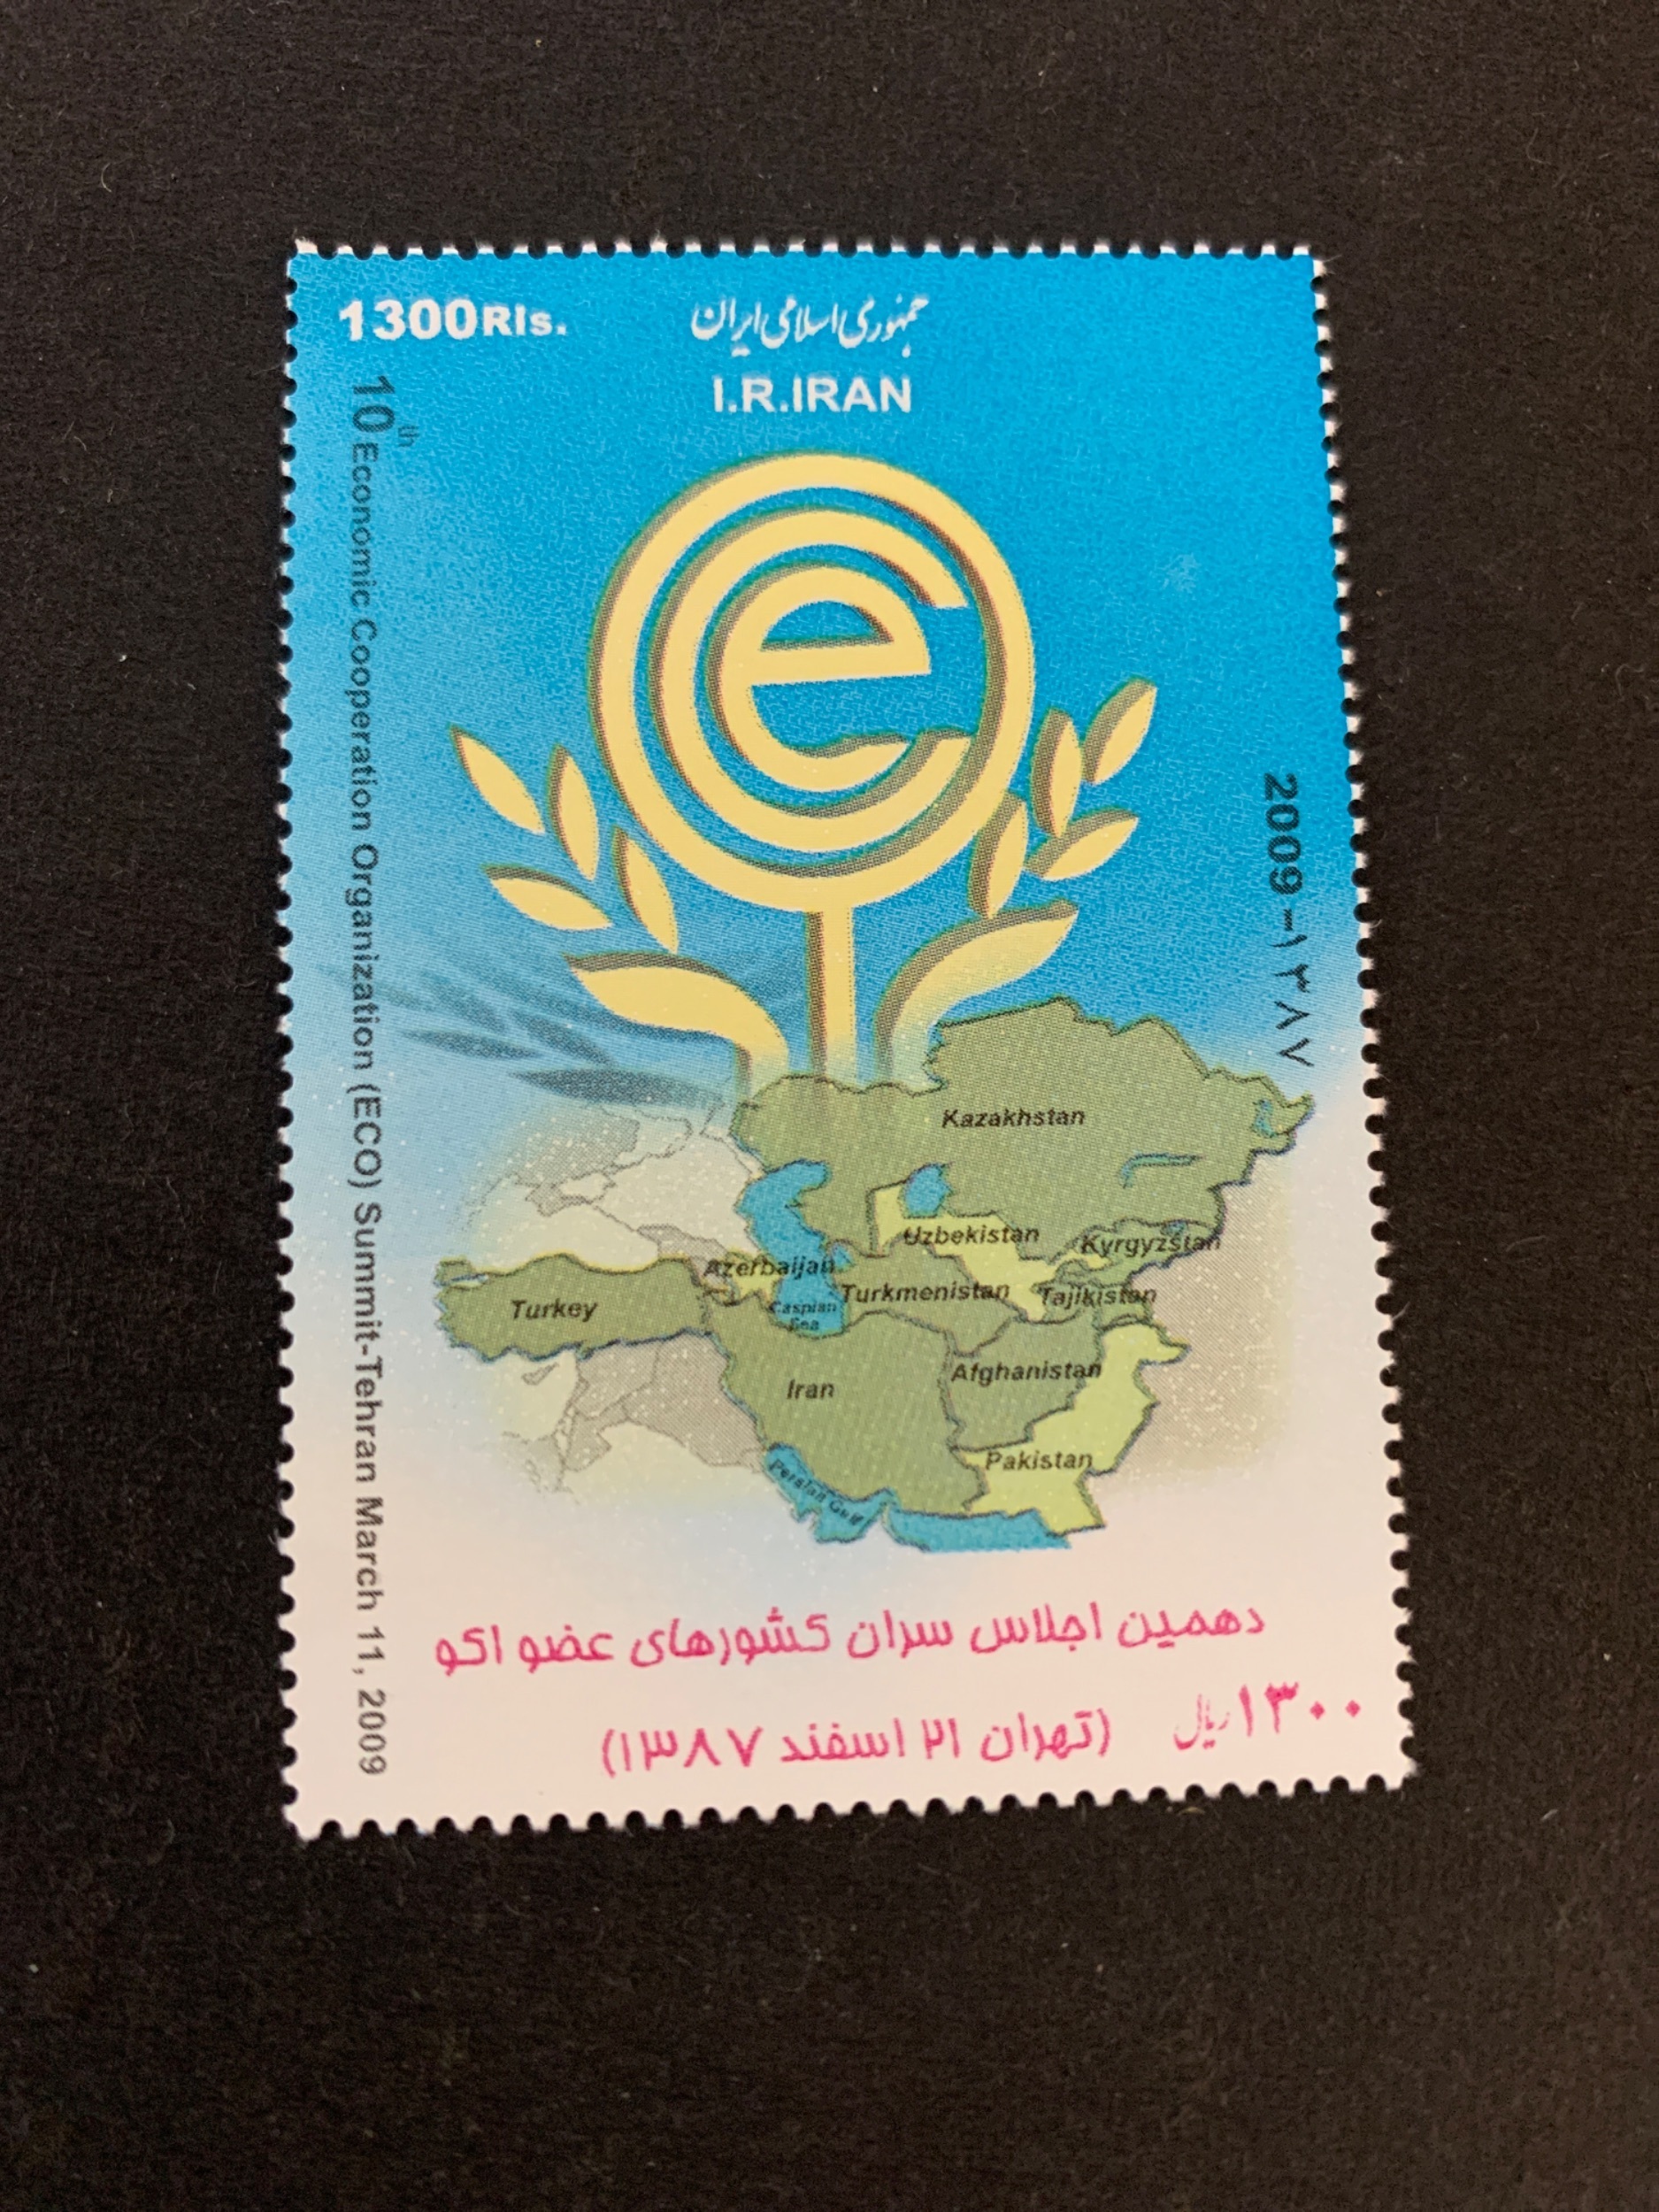 1300Rls.
جمهوری اسلامی ایران
I.R.IRAN
10th Economic Cooperation Organization (ECO) Summit-Tehran March 11, 2009
eco
2009-۱۳۸۷
Kazakhstan
Uzbekistan
Kyrgyzstan
Azerbaijan
Turkmenistan
Tajikistan
Turkey
Caspian
Sea
Afghanistan
Iran
Pakistan
Persian Gulf
دهمین اجلاس سران کشورهای عضو اکو
(تهران ۲۱ اسفند ۱۳۸۷)
۱۳۰۰ ریال